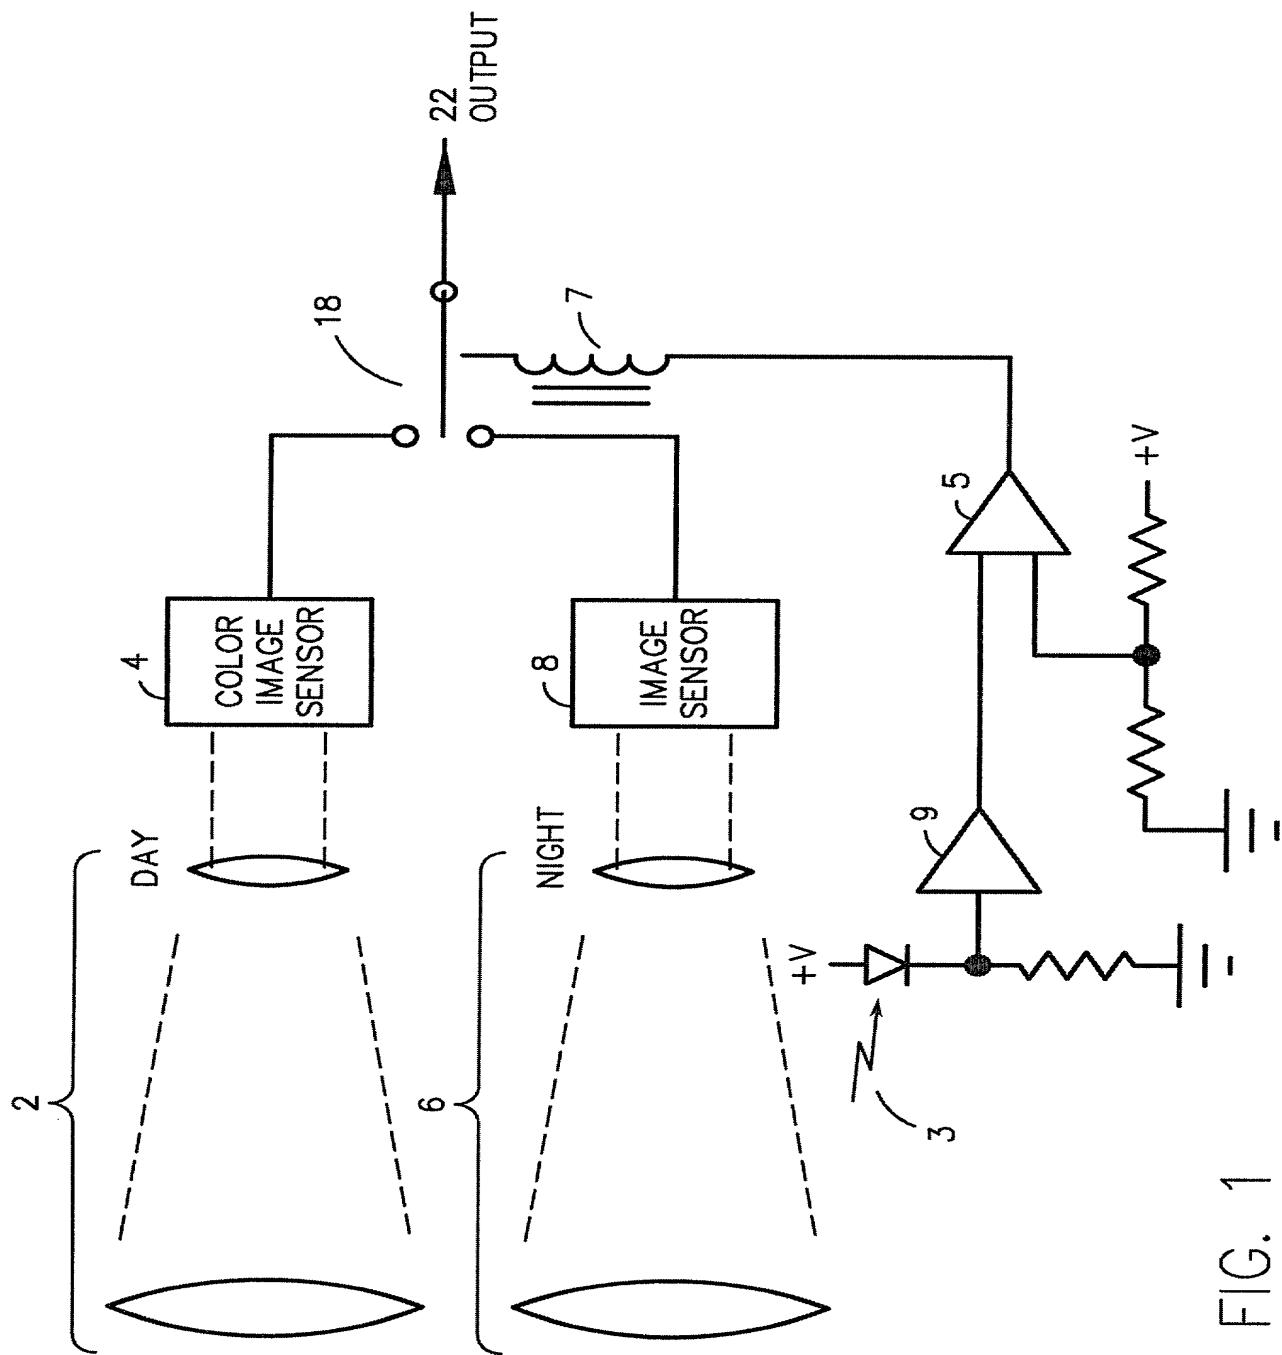 2
DAY
4
COLOR
IMAGE
SENSOR
18
22
OUTPUT
6
NIGHT
8
IMAGE
SENSOR
7
3
+V
9
5
+V
FIG. 1